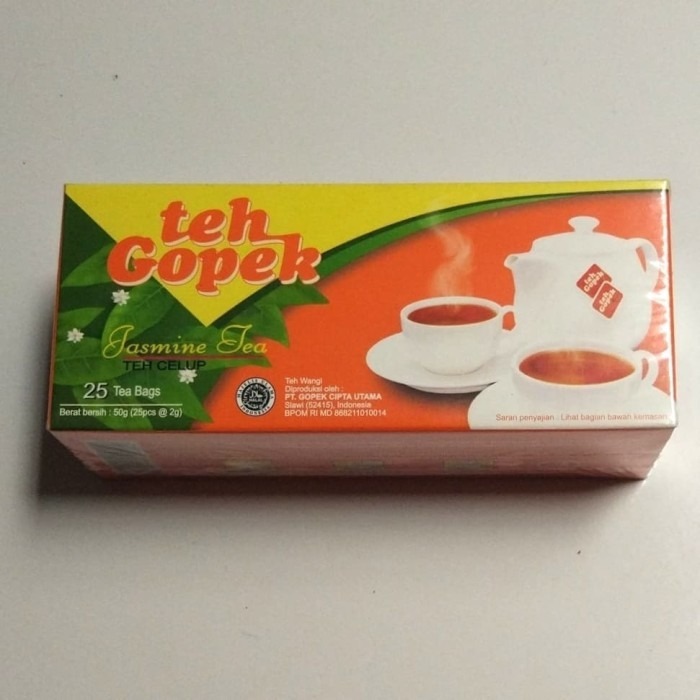 teh
Gopek
Jasmine Tea
TEH CELUP
25 Tea Bags
Berat bersih : 50g (25pcs @ 2g)
HALAL
Teh Wangi
Diproduksi oleh :
PT. GOPEK CIPTA UTAMA
Slawi (52415), Indonesia
BPOM RI MD 868211010014
teh
Gopek
teh
Gopek
Saran penyajian : Lihat bagian bawah kemasan